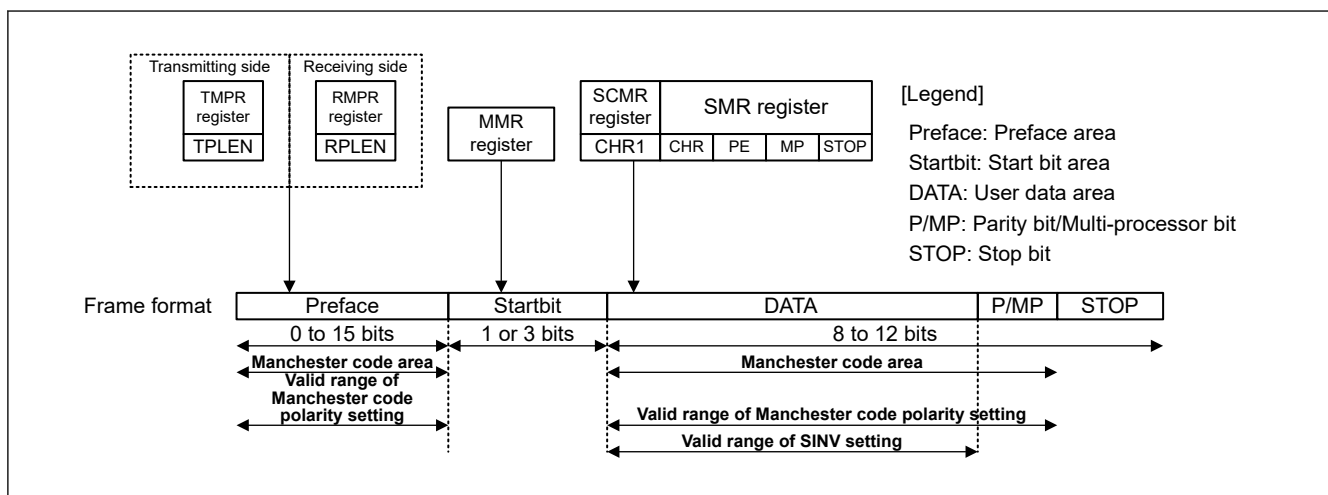 Transmitting side
Receiving side
TMPR
register
TPLEN
RMPR
register
RPLEN
MMR
register
SCMR
register
CHR1
SMR register
CHR PE MP STOP
[Legend]
Preface: Preface area
Startbit: Start bit area
DATA: User data area
P/MP: Parity bit/Multi-processor bit
STOP: Stop bit
Frame format Preface Startbit DATA P/MP STOP
0 to 15 bits 1 or 3 bits 8 to 12 bits
Manchester code area
Valid range of
Manchester code
polarity setting
Manchester code area
Valid range of Manchester code polarity setting
Valid range of SINV setting